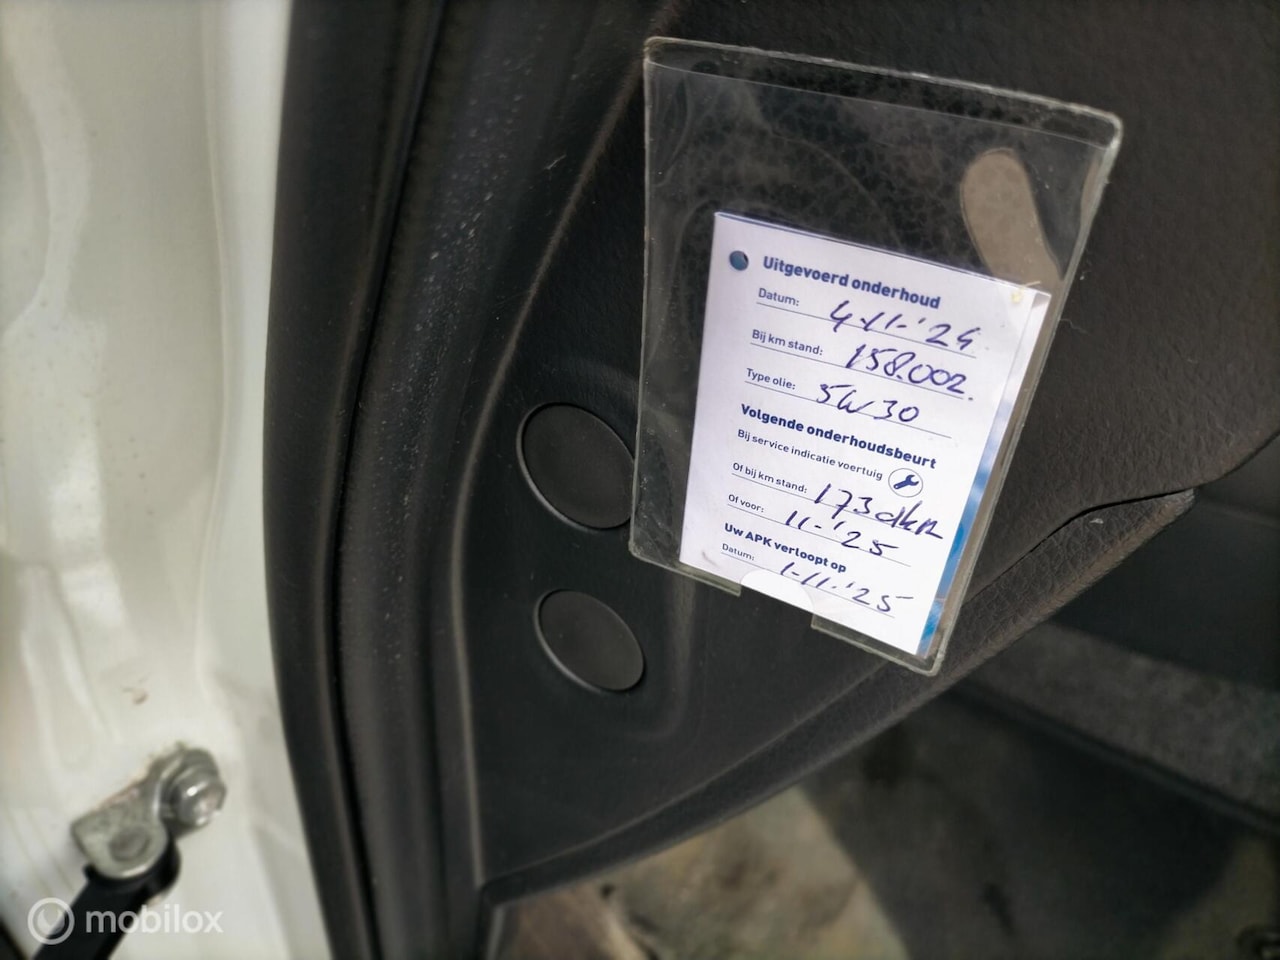 Uitgevoerd onderhoud
Datum: 4-11-'24
Bij km stand: 158.002.
Type olie: 5W30
Volgende onderhoudsbeurt
Bij service indicatie voertuig
Of bij km stand: 173
Of voor: 11-'25
Uw APK verloopt op
Datum: 1-11-'25
mobilox